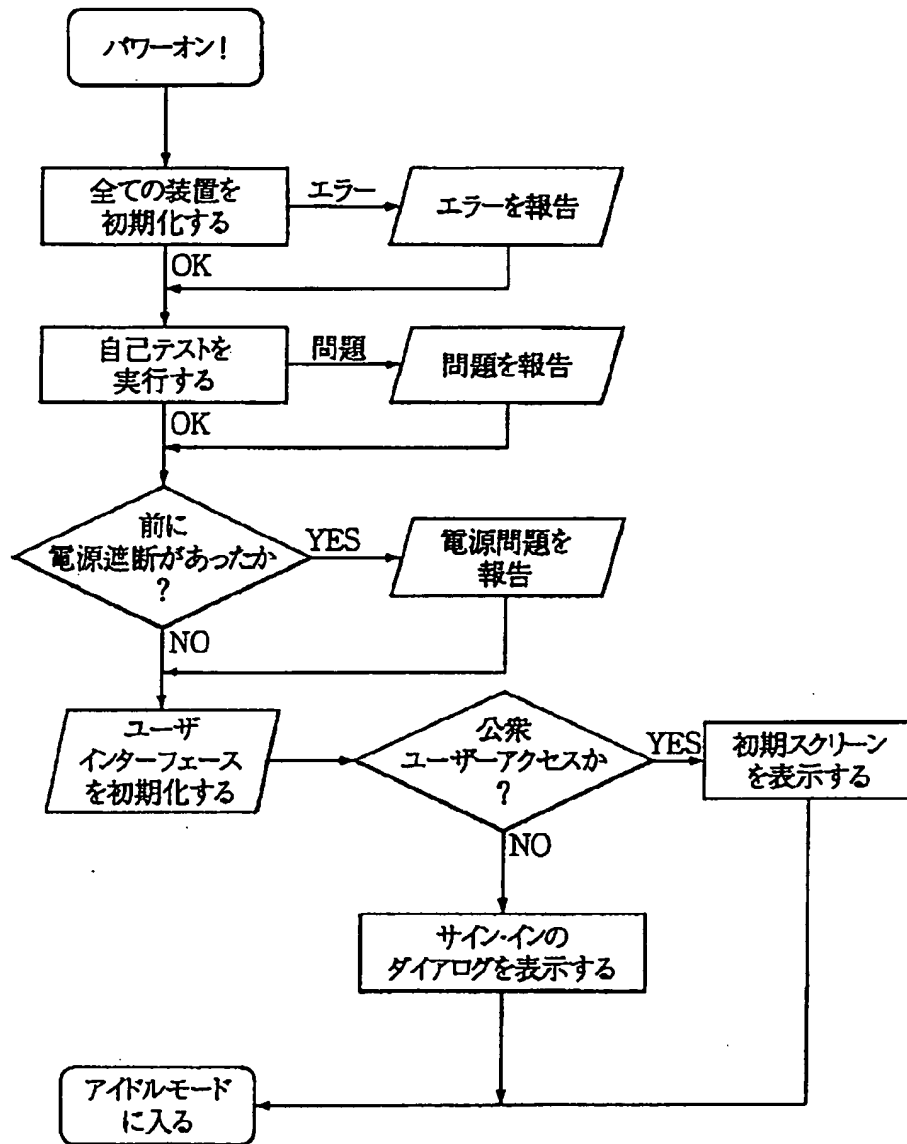 パワーオン!
全ての装置を
初期化する
エラー
エラーを報告
OK
自己テストを
実行する
問題
問題を報告
OK
前に
電源遮断があったか
?
YES
電源問題を
報告
NO
ユーザ
インターフェース
を初期化する
公衆
ユーザーアクセスか
?
YES
初期スクリーン
を表示する
NO
サイン・インの
ダイアログを表示する
アイドルモード
に入る